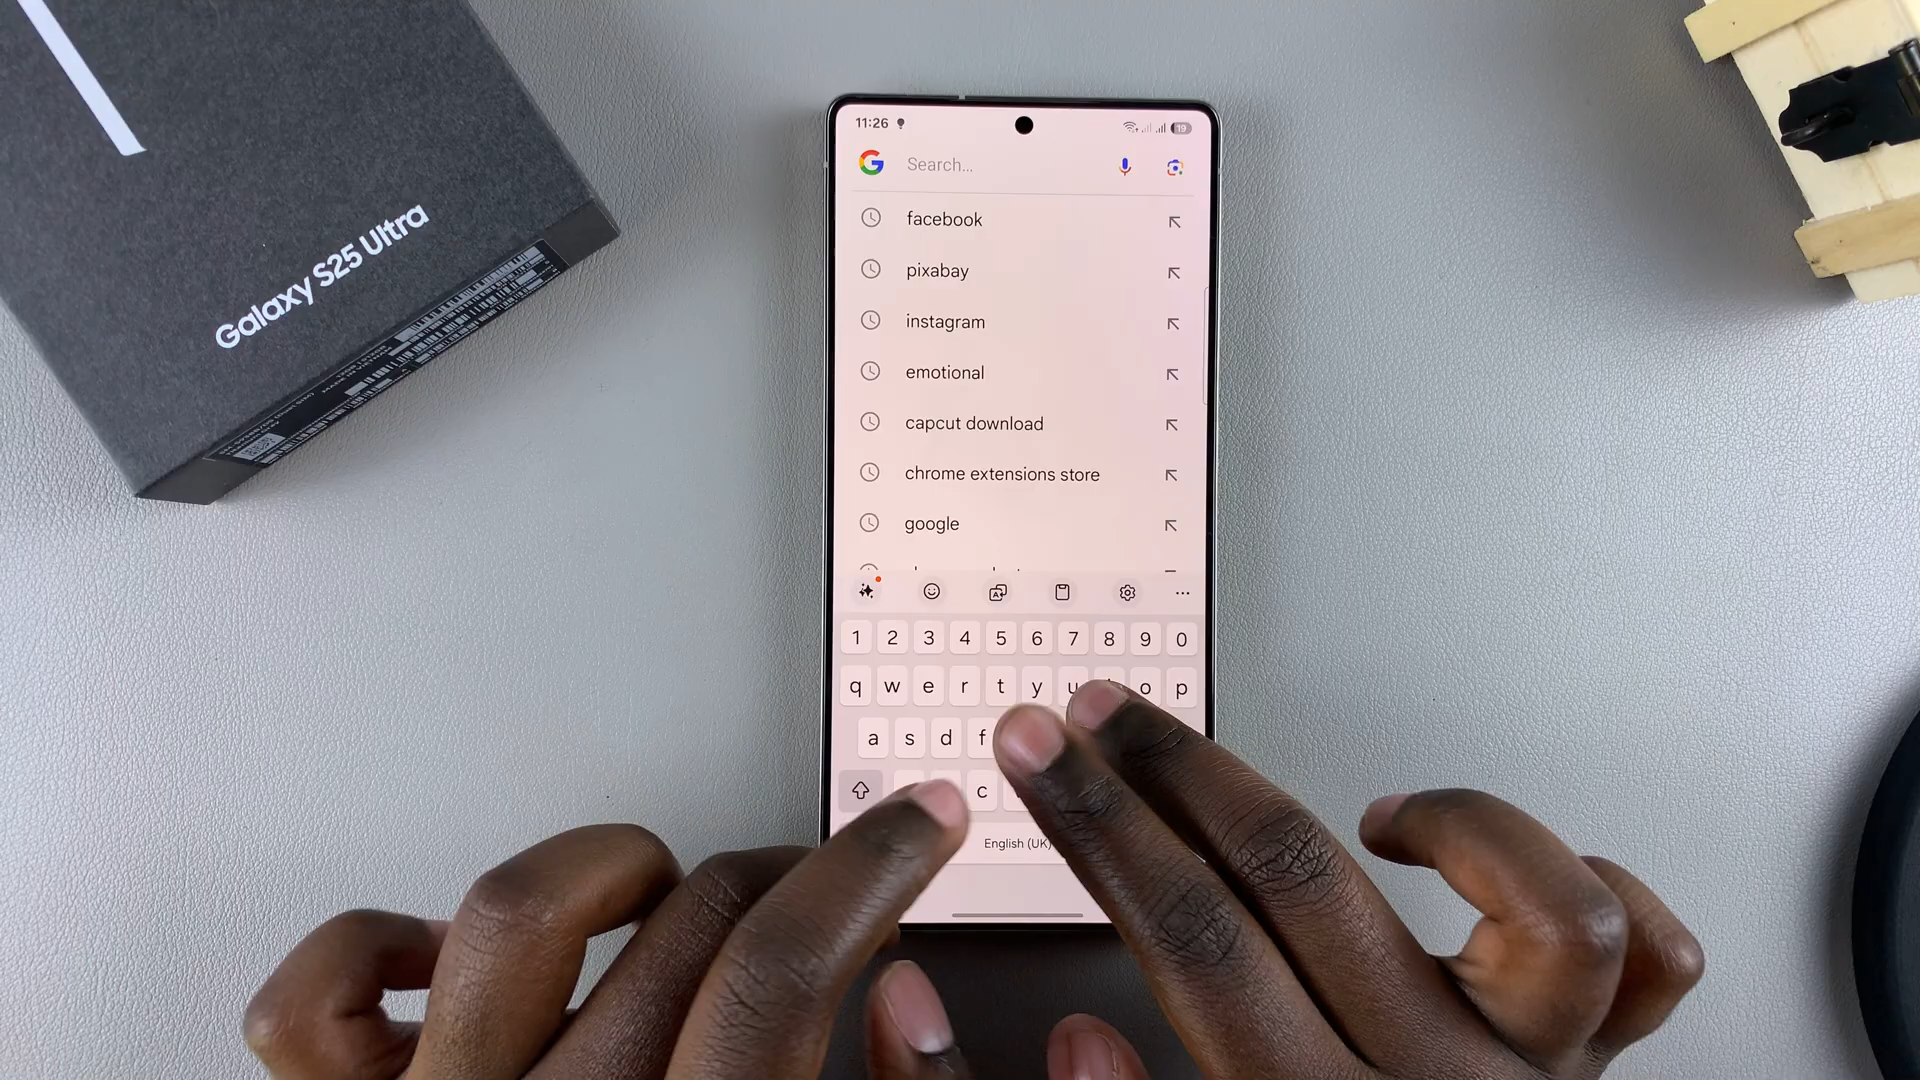 Galaxy S25 Ultra
11:26
19
Search...
facebook
pixabay
instagram
emotional
capcut download
chrome extensions store
google
1 2 3 4 5 6 7 8 9 0
q w e r t y u o p
a s d f
c
English (UK)